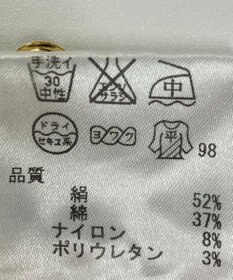 手洗イ
30
中性
エンソ
サラシ
中
ドライ
セキユ系
ヨワク
平
98
品質
絹 52%
綿 37%
ナイロン 8%
ポリウレタン 3%